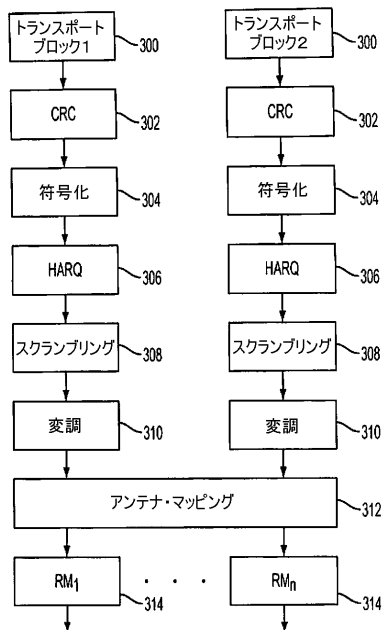 トランスポート
ブロック1
300
トランスポート
ブロック2
300
CRC
302
CRC
302
符号化
304
符号化
304
HARQ
306
HARQ
306
スクランブリング
308
スクランブリング
308
変調
310
変調
310
アンテナ・マッピング
312
RM1
314
· · ·
RMn
314